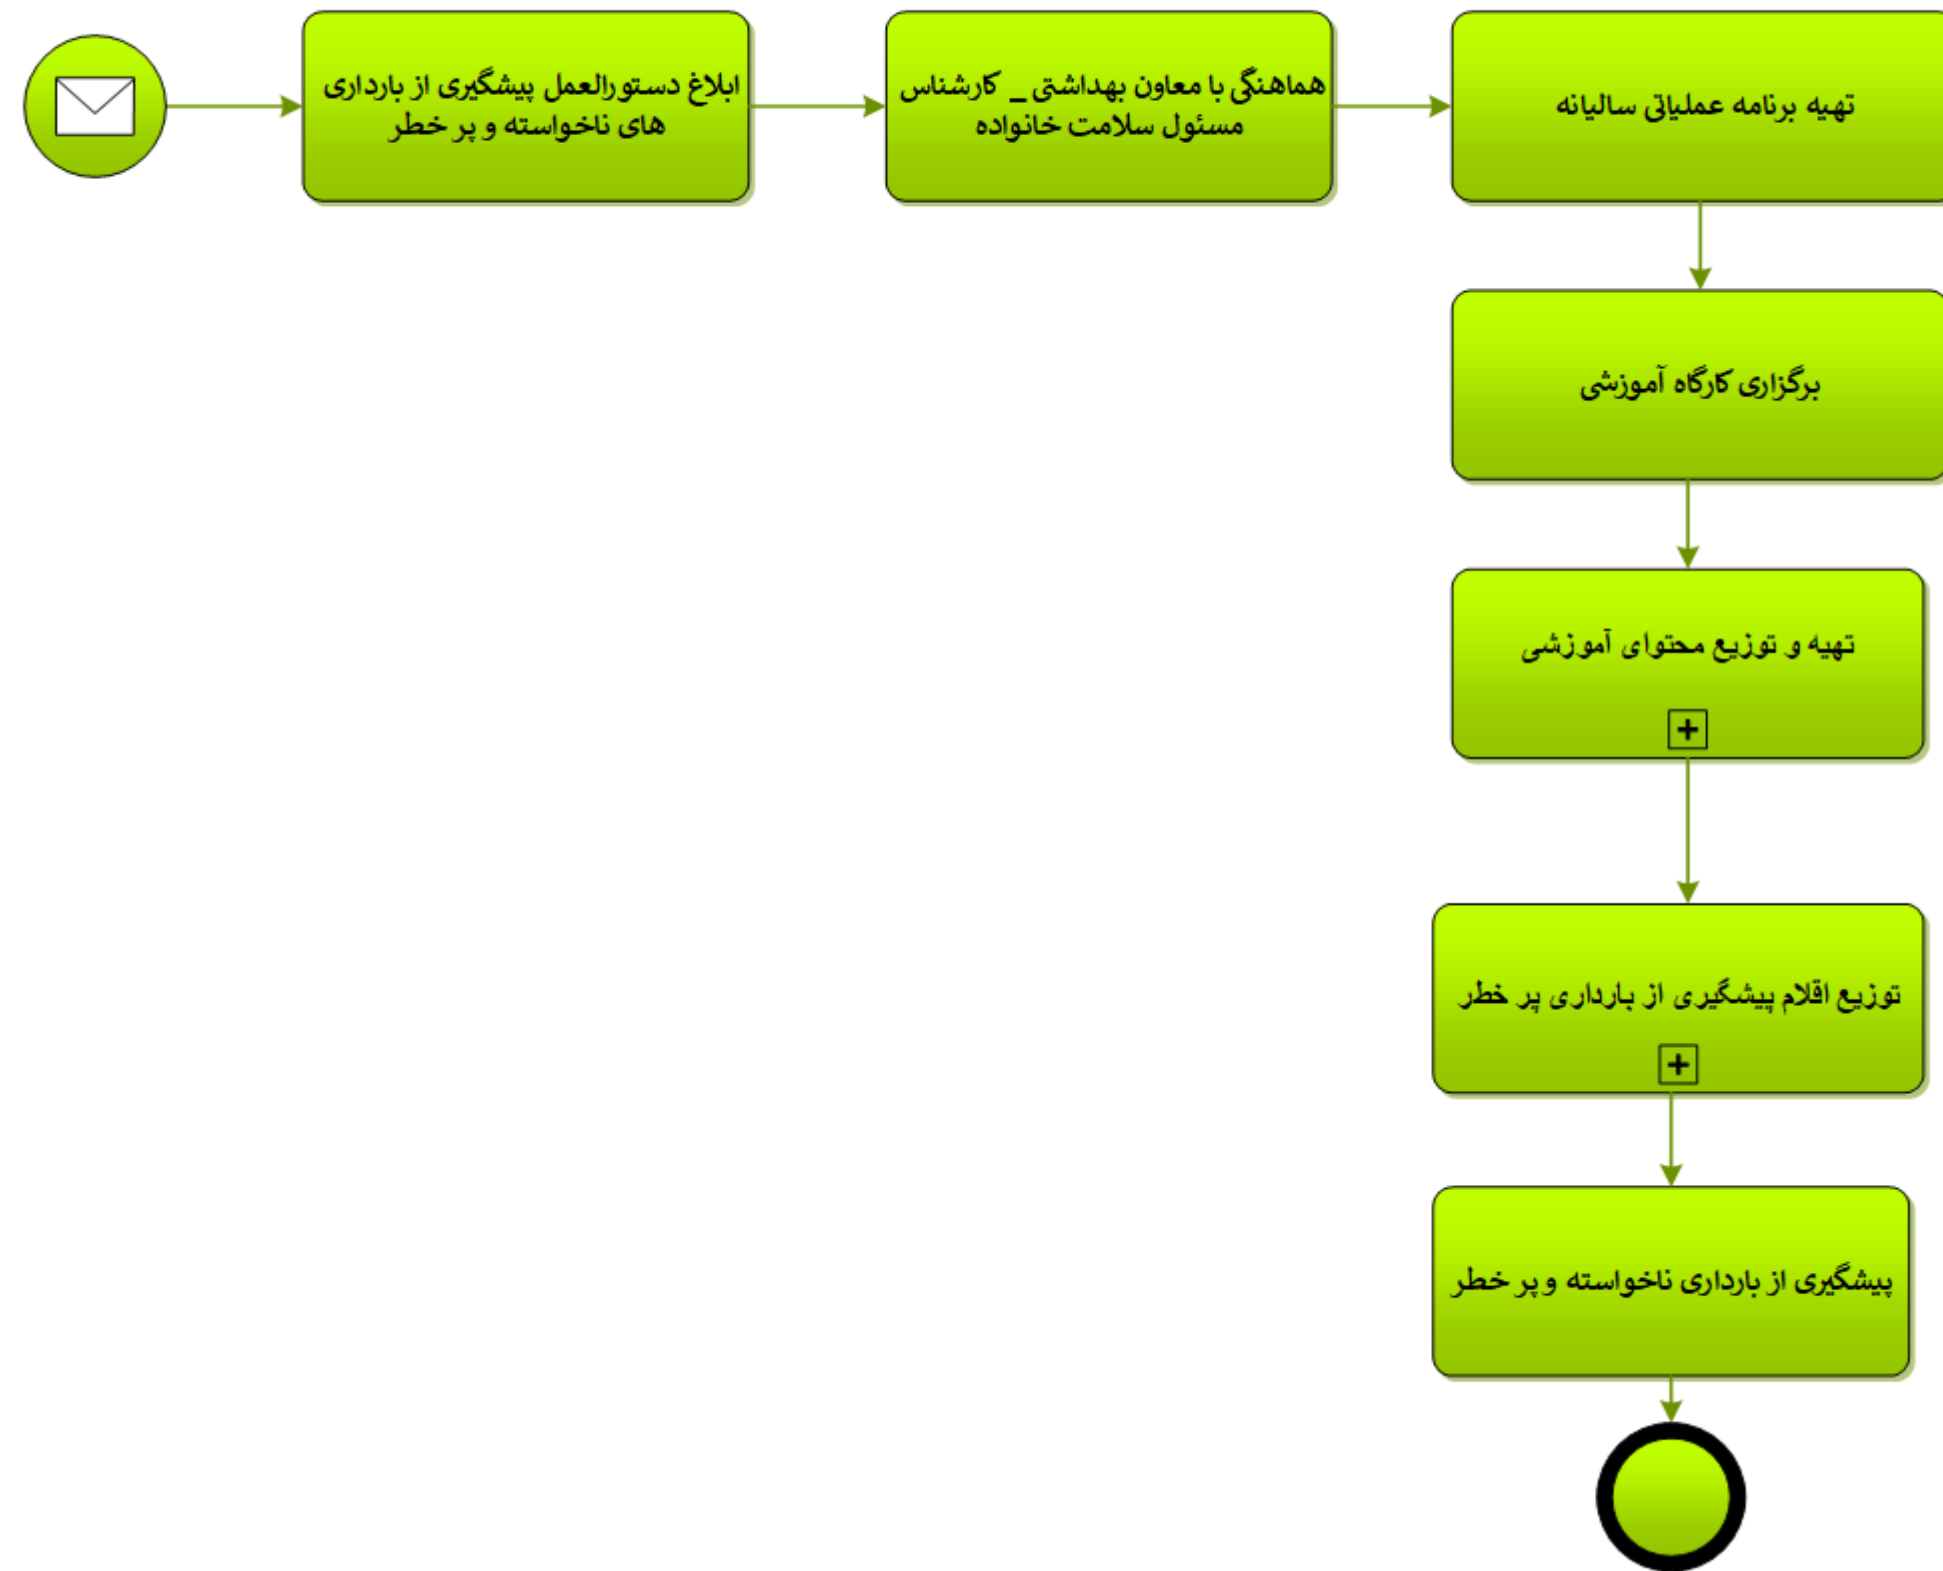 ابلاغ دستورالعمل پیشگیری از بارداری
های ناخواسته و پر خطر
هماهنگی با معاون بهداشتی _ کارشناس
مسئول سلامت خانواده
تهیه برنامه عملیاتی سالیانه
برگزاری کارگاه آموزشی
تهیه و توزیع محتوای آموزشی
توزیع اقلام پیشگیری از بارداری پر خطر
پیشگیری از بارداری ناخواسته و پر خطر